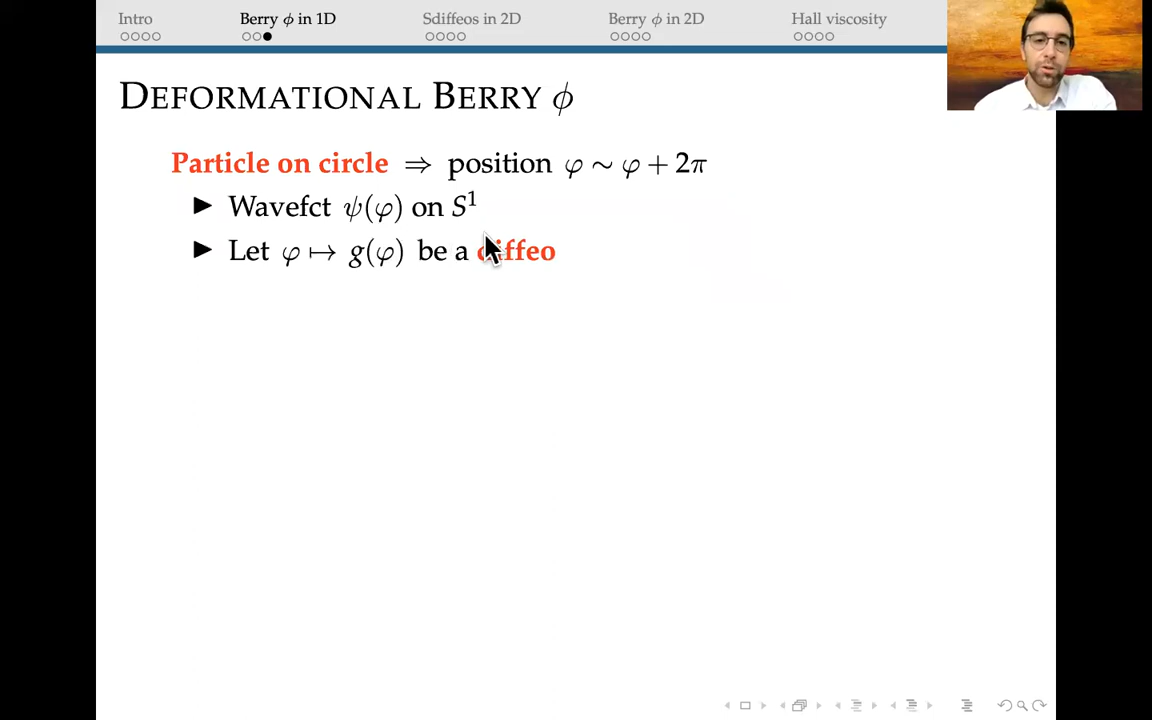 Intro Berry ϕ in 1D Sdiffeos in 2D Berry ϕ in 2D Hall viscosity
DEFORMATIONAL BERRY ϕ
Particle on circle ⇒ position φ ∼ φ + 2π
▶ Wavefct ψ(φ) on S¹
▶ Let φ ↦ g(φ) be a diffeo